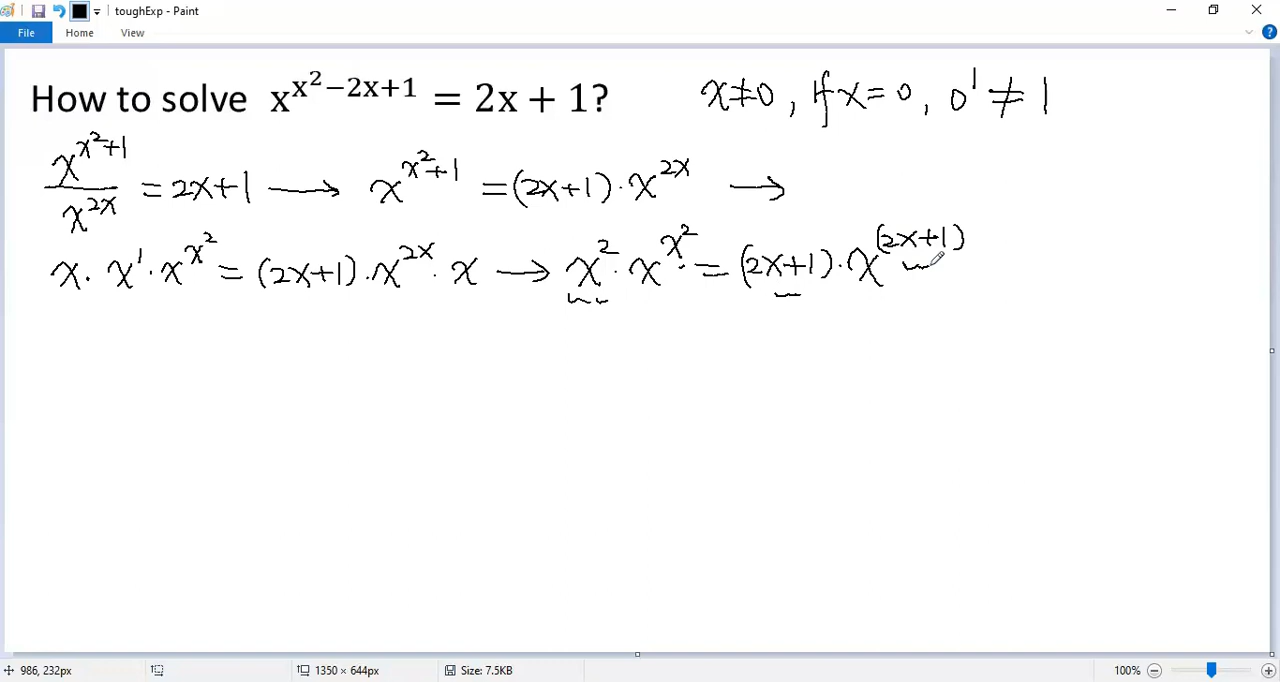 toughExp - Paint
File Home View
How to solve x^(x²−2x+1) = 2x + 1? x≠0, If x=0, 0¹ ≠ 1
x^(x²+1) / x^(2x) = 2x+1 ⟶ x^(x²+1) = (2x+1)·x^(2x) ⟶
x·x¹·x^(x²) = (2x+1)·x^(2x)·x ⟶ x²·x^(x²) = (2x+1)·x^((2x+1))
986, 232px 1350 × 644px Size: 7.5KB 100%